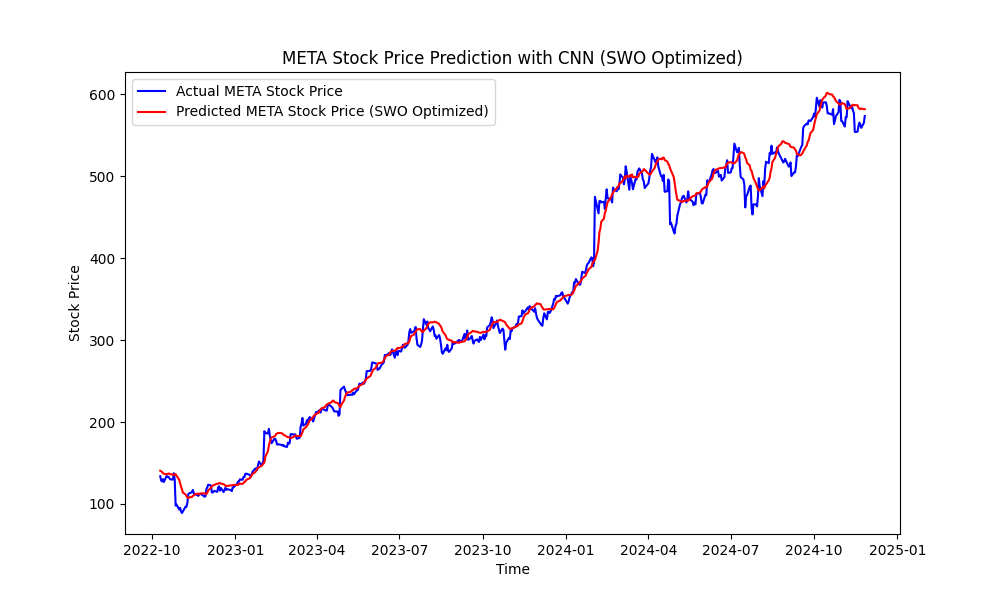 META Stock Price Prediction with CNN (SWO Optimized)
Actual META Stock Price
Predicted META Stock Price (SWO Optimized)
600
500
400
300
200
100
Stock Price
2022-10 2023-01 2023-04 2023-07 2023-10 2024-01 2024-04 2024-07 2024-10 2025-01
Time